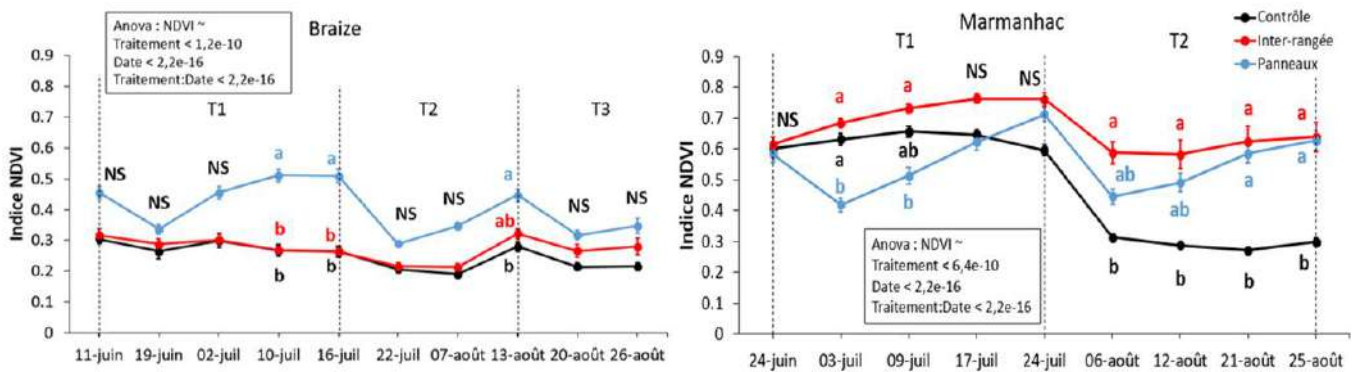 Braize
Anova : NDVI ~
Traitement < 1,2e-10
Date < 2,2e-16
Traitement:Date < 2,2e-16
T1
T2
T3
Indice NDVI
0.9
0.8
0.7
0.6
0.5
0.4
0.3
0.2
0.1
0
NS
NS
NS
a
a
NS
NS
a
NS
NS
b
b
ab
b
b
b
11-juin
19-juin
02-juil
10-juil
16-juil
22-juil
07-août
13-août
20-août
26-août
Marmanhac
Contrôle
Inter-rangée
Panneaux
T1
T2
Indice NDVI
0.9
0.8
0.7
0.6
0.5
0.4
0.3
0.2
0.1
0
NS
a
a
NS
NS
a
a
a
a
a
ab
b
b
ab
ab
a
a
b
b
b
b
Anova : NDVI ~
Traitement < 6,4e-10
Date < 2,2e-16
Traitement:Date < 2,2e-16
24-juin
03-juil
09-juil
17-juil
24-juil
06-août
12-août
21-août
25-août